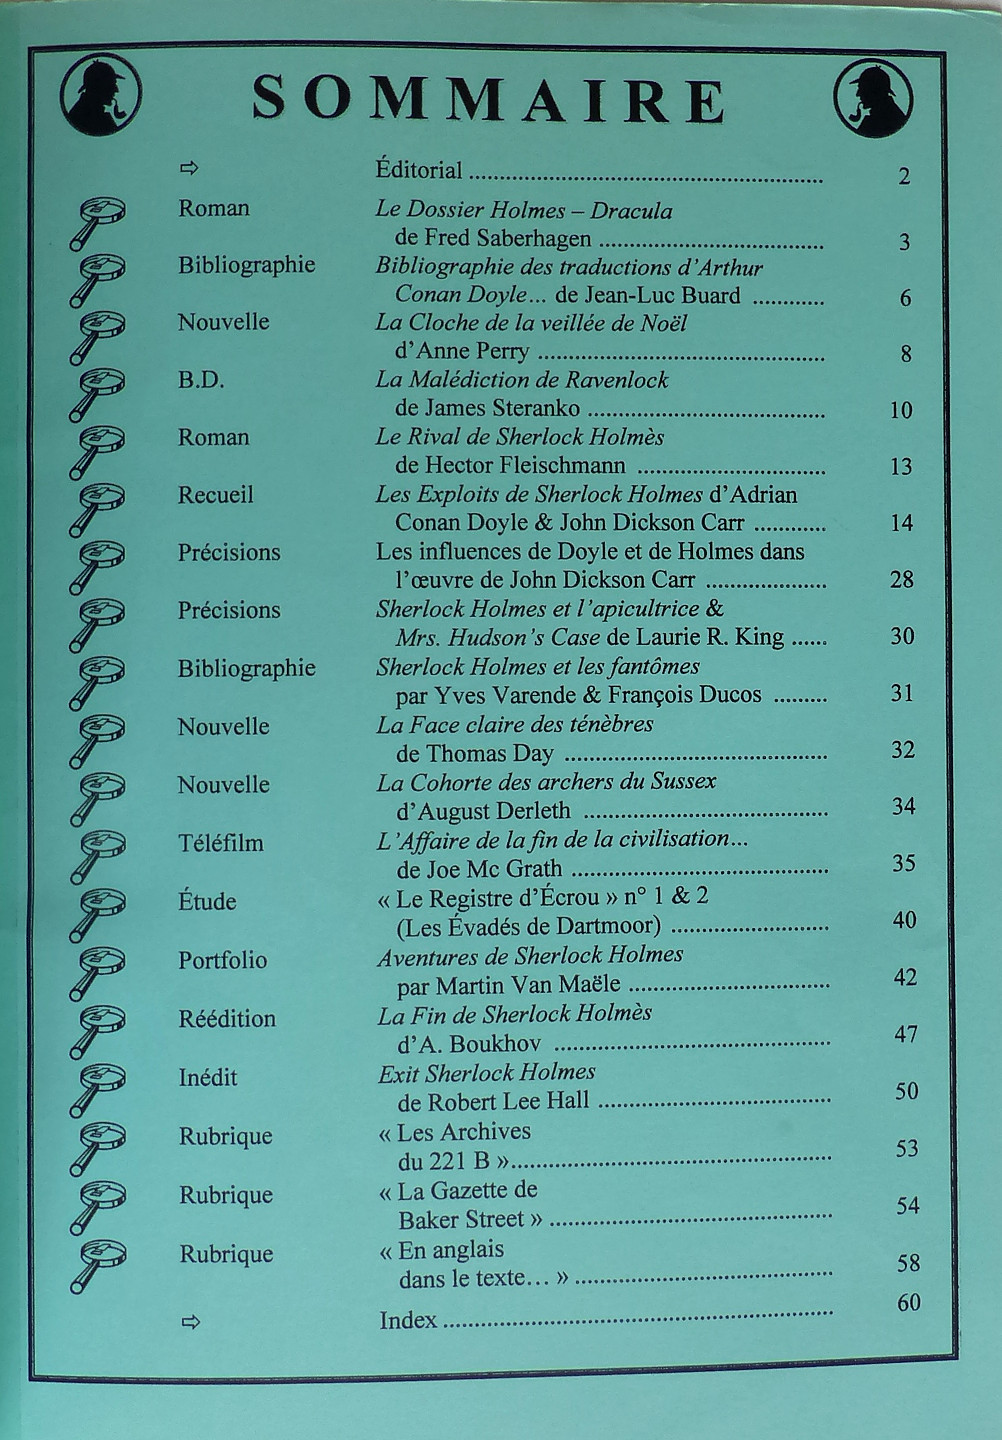 SOMMAIRE
⇨ Éditorial ........ 2
Roman Le Dossier Holmes – Dracula
de Fred Saberhagen ........ 3
Bibliographie Bibliographie des traductions d'Arthur
Conan Doyle... de Jean-Luc Buard ........ 6
Nouvelle La Cloche de la veillée de Noël
d'Anne Perry ........ 8
B.D. La Malédiction de Ravenlock
de James Steranko ........ 10
Roman Le Rival de Sherlock Holmès
de Hector Fleischmann ........ 13
Recueil Les Exploits de Sherlock Holmes d'Adrian
Conan Doyle & John Dickson Carr ........ 14
Précisions Les influences de Doyle et de Holmes dans
l'œuvre de John Dickson Carr ........ 28
Précisions Sherlock Holmes et l'apicultrice &
Mrs. Hudson's Case de Laurie R. King ...... 30
Bibliographie Sherlock Holmes et les fantômes
par Yves Varende & François Ducos ........ 31
Nouvelle La Face claire des ténèbres
de Thomas Day ........ 32
Nouvelle La Cohorte des archers du Sussex
d'August Derleth ........ 34
Téléfilm L'Affaire de la fin de la civilisation...
de Joe Mc Grath ........ 35
Étude « Le Registre d'Écrou » n° 1 & 2
(Les Évadés de Dartmoor) ........ 40
Portfolio Aventures de Sherlock Holmes
par Martin Van Maële ........ 42
Réédition La Fin de Sherlock Holmès
d'A. Boukhov ........ 47
Inédit Exit Sherlock Holmes
de Robert Lee Hall ........ 50
Rubrique « Les Archives
du 221 B » ........ 53
Rubrique « La Gazette de
Baker Street » ........ 54
Rubrique « En anglais
dans le texte... » ........ 58
⇨ Index ........ 60